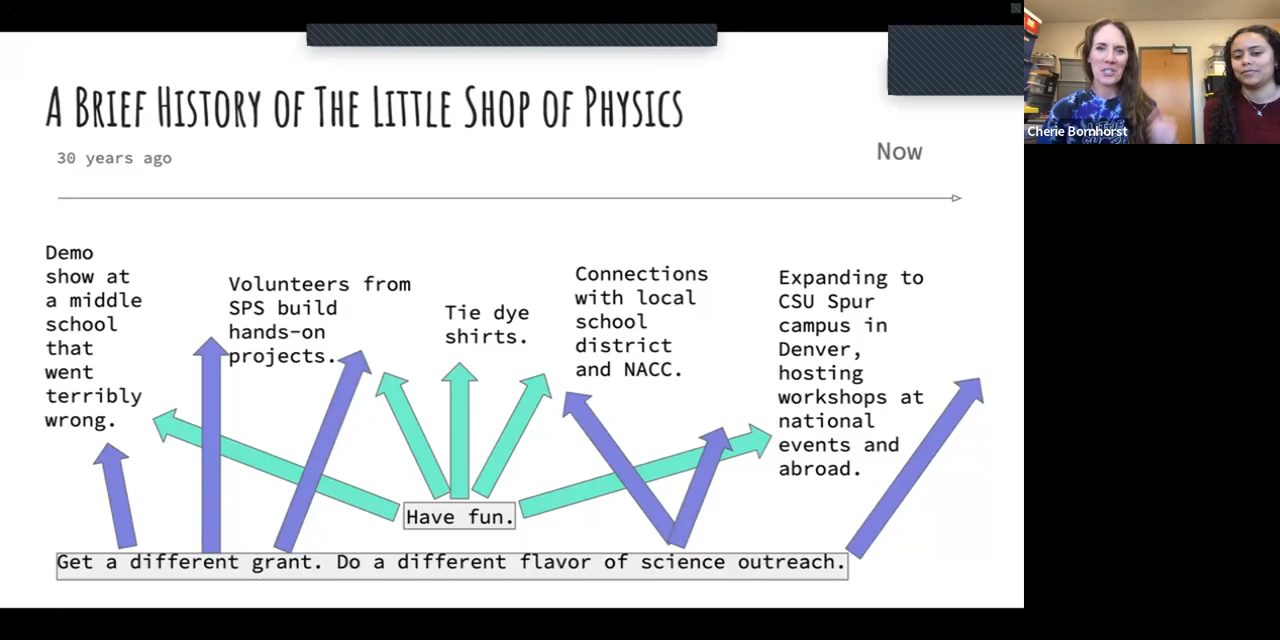 A Brief History of The Little Shop of Physics
30 years ago
Now
Demo
show at
a middle
school
that
went
terribly
wrong.
Volunteers from
SPS build
hands-on
projects.
Tie dye
shirts.
Connections
with local
school
district
and NACC.
Expanding to
CSU Spur
campus in
Denver,
hosting
workshops at
national
events and
abroad.
Have fun.
Get a different grant. Do a different flavor of science outreach.
Cherie Bornhorst